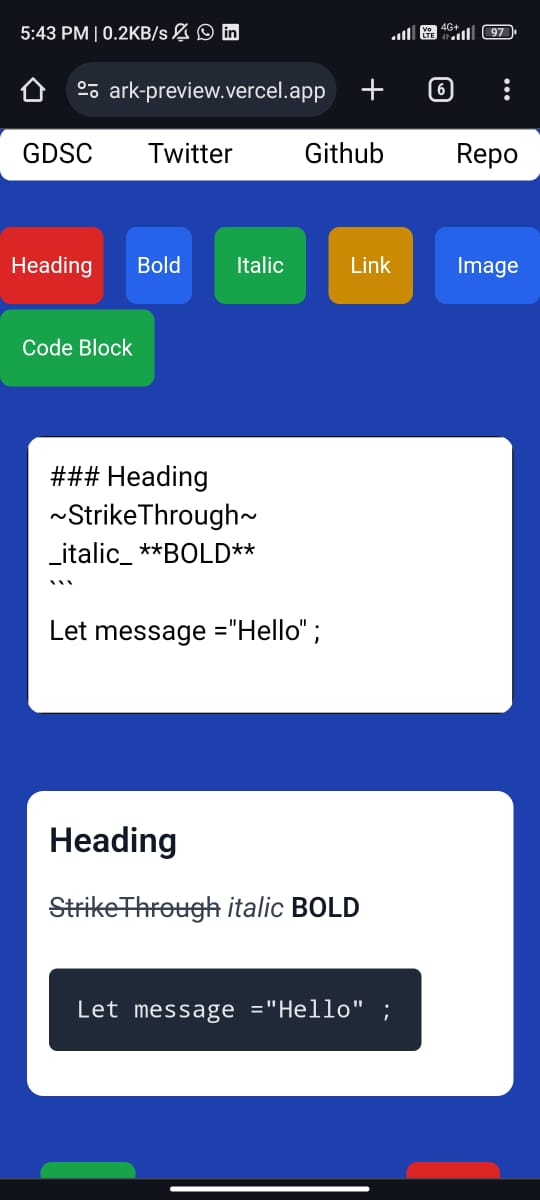 5:43 PM | 0.2KB/s
Vo LTE 4G+ 97
ark-preview.vercel.app 6
GDSC Twitter Github Repo
Heading Bold Italic Link Image
Code Block
### Heading
~StrikeThrough~
_italic_ **BOLD**
```
Let message ="Hello" ;
Heading
StrikeThrough italic BOLD
Let message ="Hello" ;